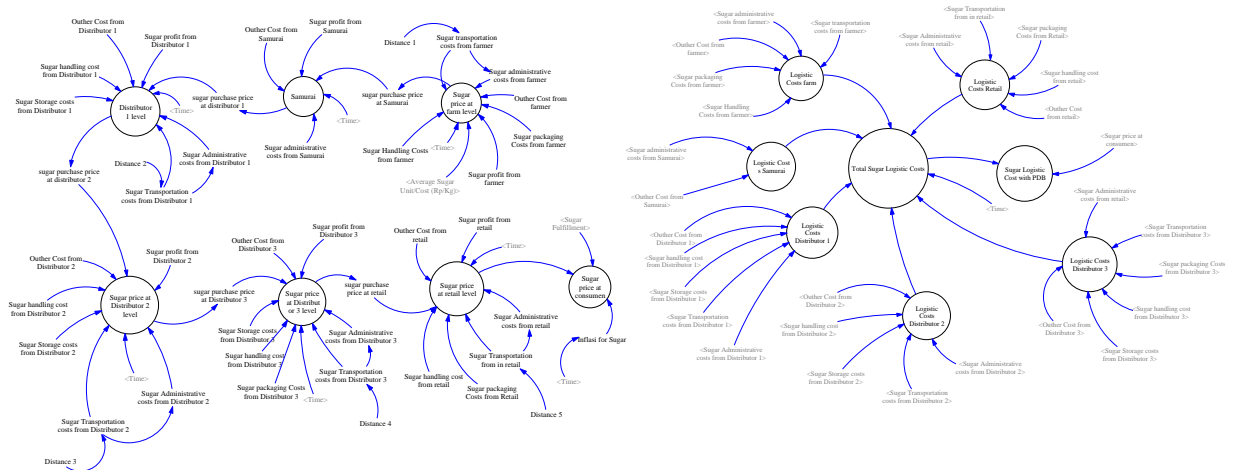 Outher Cost from
Distributor 1
Sugar profit from
Distributor 1
Sugar handling cost
from Distributor 1
Sugar Storage costs
from Distributor 1
Distributor
1 level
<Time>
sugar purchase price
at distributor 1
Distance 2
Sugar Administrative
costs from Distributor 1
Sugar Transportation
costs from Distributor 1
sugar purchase price
at distributor 2
Outher Cost from
Samurai
Sugar profit from
Samurai
Samurai
<Time>
Sugar administrative
costs from Samurai
sugar purchase price
at Samurai
Distance 1
Sugar transportation
costs from farmer
Sugar administrative
costs from farmer
Sugar
price at
farm level
Outher Cost from
farmer
Sugar packaging
Costs from farmer
Sugar Handling Costs
from farmer
<Time>
Sugar profit from
farmer
<Average Sugar
Unit/Cost (Rp/Kg)>
Outher Cost from
Distributor 2
Sugar profit from
Distributor 2
Sugar handling cost
from Distributor 2
Sugar price at
Distributor 2
level
Sugar Storage costs
from Distributor 2
<Time>
Sugar Administrative
costs from Distributor 2
Sugar Transportation
costs from Distributor 2
Distance 3
sugar purchase price
at Distributor 3
Outher Cost from
Distributor 3
Sugar profit from
Distributor 3
Sugar price
at Distribut
or 3 level
Sugar Storage costs
from Distributor 3
Sugar handling cost
from Distributor 3
Sugar packaging Costs
from Distributor 3
<Time>
Sugar Administrative
costs from Distributor 3
Sugar Transportation
costs from Distributor 3
Distance 4
sugar purchase
price at retail
Outher Cost from
retail
Sugar profit from
retail
<Time>
Sugar price
at retail level
Sugar Administrative
costs from retail
Sugar Transportation
from in retail
Sugar handling cost
from retail
Sugar packaging
Costs from Retail
Distance 5
<Sugar
Fulfillment>
Sugar
price at
consumen
Inflasi for Sugar
<Time>
<Sugar administrative
costs from farmer>
<Sugar transportation
costs from farmer>
<Outher Cost from
farmer>
<Sugar packaging
Costs from farmer>
<Sugar Handling
Costs from farmer>
Logistic
Costs farm
<Sugar Transportation
from in retail>
<Sugar Administrative
costs from retail>
<Sugar packaging
Costs from Retail>
<Sugar handling cost
from retail>
<Outher Cost
from retail>
Logistic
Costs Retail
<Sugar administrative
costs from Samurai>
<Outher Cost from
Samurai>
Logistic Cost
s Samurai
Total Sugar Logistic Costs
Sugar Logistic
Cost with PDB
<Sugar price at
consumen>
<Time>
<Outher Cost from
Distributor 1>
<Sugar handling cost
from Distributor 1>
<Sugar Storage costs
from Distributor 1>
<Sugar Transportation
costs from Distributor 1>
<Sugar Administrative
costs from Distributor 1>
Logistic
Costs
Distributor 1
<Outher Cost from
Distributor 2>
<Sugar handling cost
from Distributor 2>
<Sugar Storage costs
from Distributor 2>
<Sugar Transportation
costs from Distributor 2>
<Sugar Administrative
costs from Distributor 2>
Logistic
Costs
Distributor 2
<Sugar Administrative
costs from retail>
<Sugar Transportation
costs from Distributor 3>
<Sugar packaging Costs
from Distributor 3>
<Sugar handling cost
from Distributor 3>
<Outher Cost from
Distributor 3>
<Sugar Storage costs
from Distributor 3>
Logistic Costs
Distributor 3